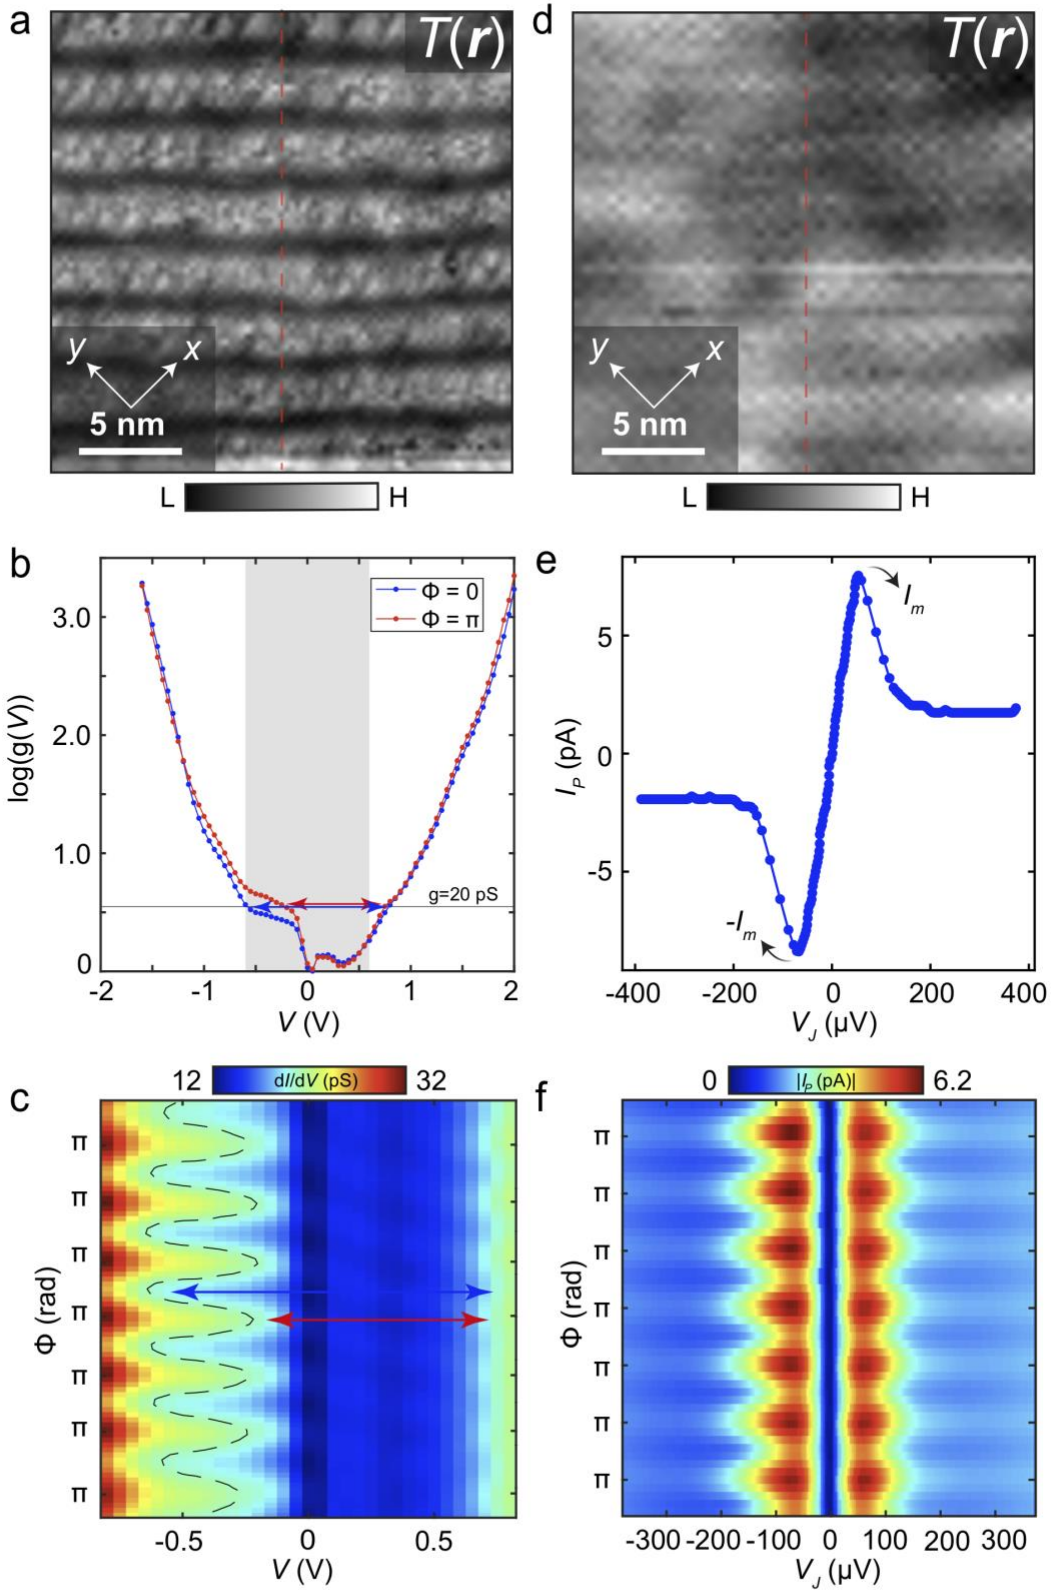 a
T(r)
y
x
5 nm
L
H
d
T(r)
y
x
5 nm
L
H
b
log(g(V))
3.0
2.0
1.0
0
Φ = 0
Φ = π
g=20 pS
-2
-1
0
1
2
V (V)
e
I_P (pA)
5
0
-5
I_m
-I_m
-400
-200
0
200
400
V_J (μV)
c
12
dI/dV (pS)
32
Φ (rad)
π
π
π
π
π
π
π
-0.5
0
0.5
V (V)
f
0
|I_P (pA)|
6.2
Φ (rad)
π
π
π
π
π
π
π
-300
-200
-100
0
100
200
300
V_J (μV)